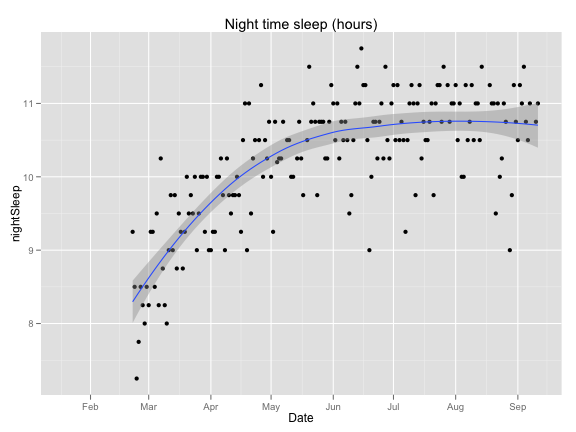 Night time sleep (hours)
nightSleep
11
10
9
8
Feb Mar Apr May Jun Jul Aug Sep
Date